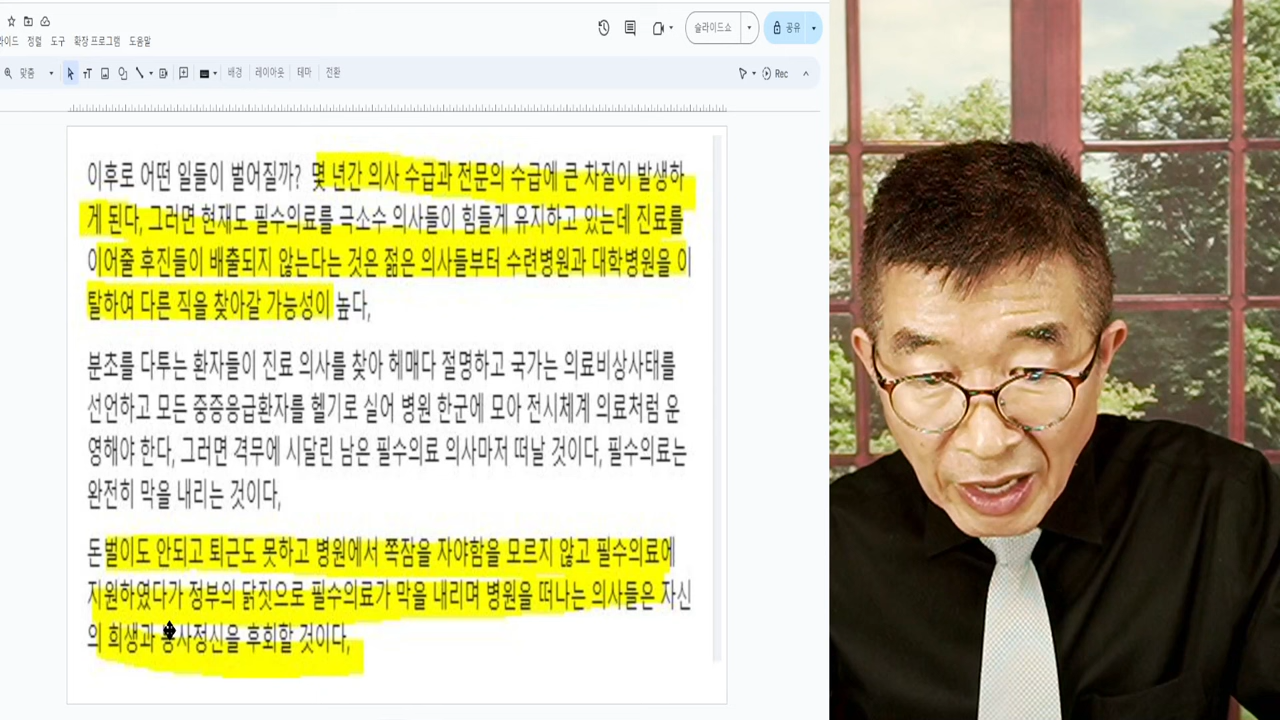 라이드 정렬 도구 확장 프로그램 도움말
슬라이드쇼
공유
맞춤
배경 레이아웃 테마 전환
Rec
이후로 어떤 일들이 벌어질까? 몇 년간 의사 수급과 전문의 수급에 큰 차질이 발생하
게 된다, 그러면 현재도 필수의료를 극소수 의사들이 힘들게 유지하고 있는데 진료를
이어줄 후진들이 배출되지 않는다는 것은 젊은 의사들부터 수련병원과 대학병원을 이
탈하여 다른 직을 찾아갈 가능성이 높다,
분초를 다투는 환자들이 진료 의사를 찾아 헤매다 절명하고 국가는 의료비상사태를
선언하고 모든 중증응급환자를 헬기로 실어 병원 한군에 모아 전시체계 의료처럼 운
영해야 한다, 그러면 격무에 시달린 남은 필수의료 의사마저 떠날 것이다, 필수의료는
완전히 막을 내리는 것이다,
돈벌이도 안되고 퇴근도 못하고 병원에서 쪽잠을 자야함을 모르지 않고 필수의료에
지원하였다가 정부의 닭짓으로 필수의료가 막을 내리며 병원을 떠나는 의사들은 자신
의 희생과 봉사정신을 후회할 것이다,